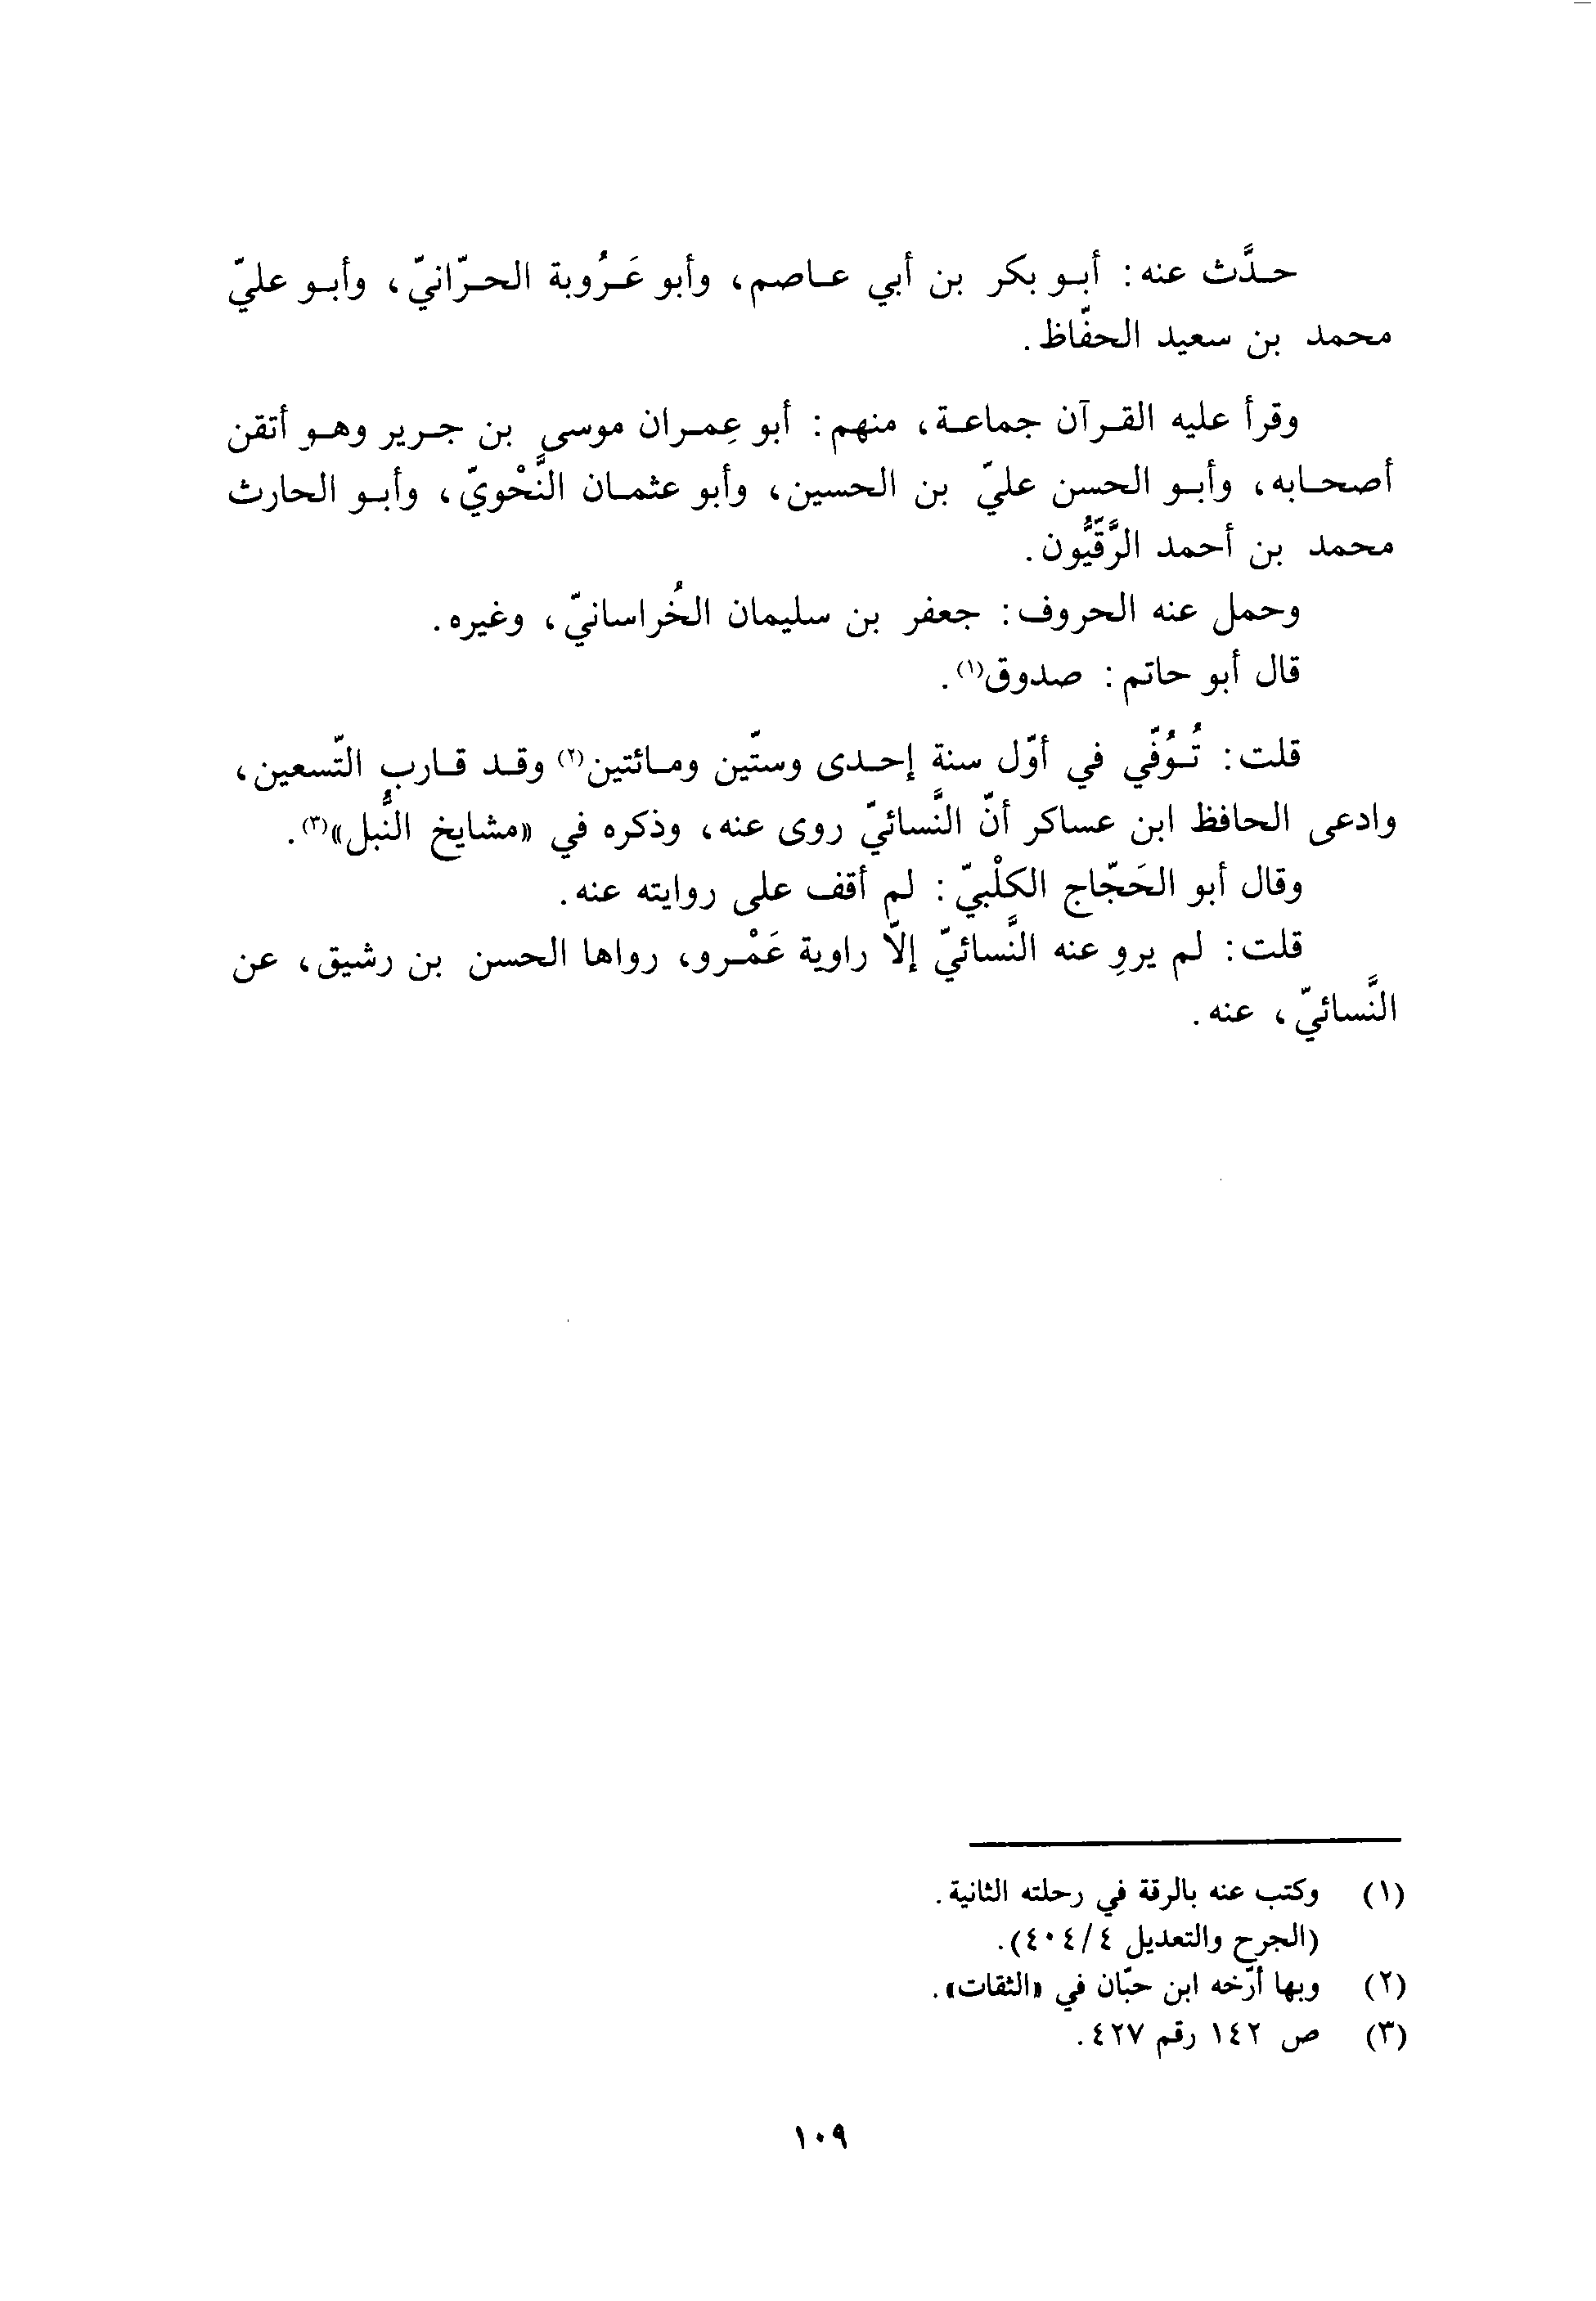 حدَّث عنه: أبو بكر بن أبي عاصم، وأبو عَرُوبة الحرّانيّ، وأبو عليّ
محمد بن سعيد الحفّاظ.
وقرأ عليه القرآن جماعة، منهم: أبو عِمران موسى بن جرير وهو أتقن
أصحابه، وأبو الحسن عليّ بن الحسين، وأبو عثمان النَّحْويّ، وأبو الحارث
محمد بن أحمد الرَّقّيُّون.
وحمل عنه الحروف: جعفر بن سليمان الخُراسانيّ، وغيره.
قال أبو حاتم: صدوق(١).
قلت: تُوُفّي في أوّل سنة إحدى وستّين ومائتين(٢) وقد قارب التّسعين،
وادعى الحافظ ابن عساكر أنّ النَّسائيّ روى عنه، وذكره في «مشايخ النُّبل»(٣).
وقال أبو الحَجّاج الكلْبيّ: لم أقف على روايته عنه.
قلت: لم يروِ عنه النَّسائيّ إلاّ راوية عَمْرو، رواها الحسن بن رشيق، عن
النَّسائيّ، عنه.
(١) وكتب عنه بالرقة في رحلته الثانية.
(الجرح والتعديل ٤/٤٠٤).
(٢) وبها أرّخه ابن حبّان في «الثقات».
(٣) ص ١٤٢ رقم ٤٢٧.
١٠٩